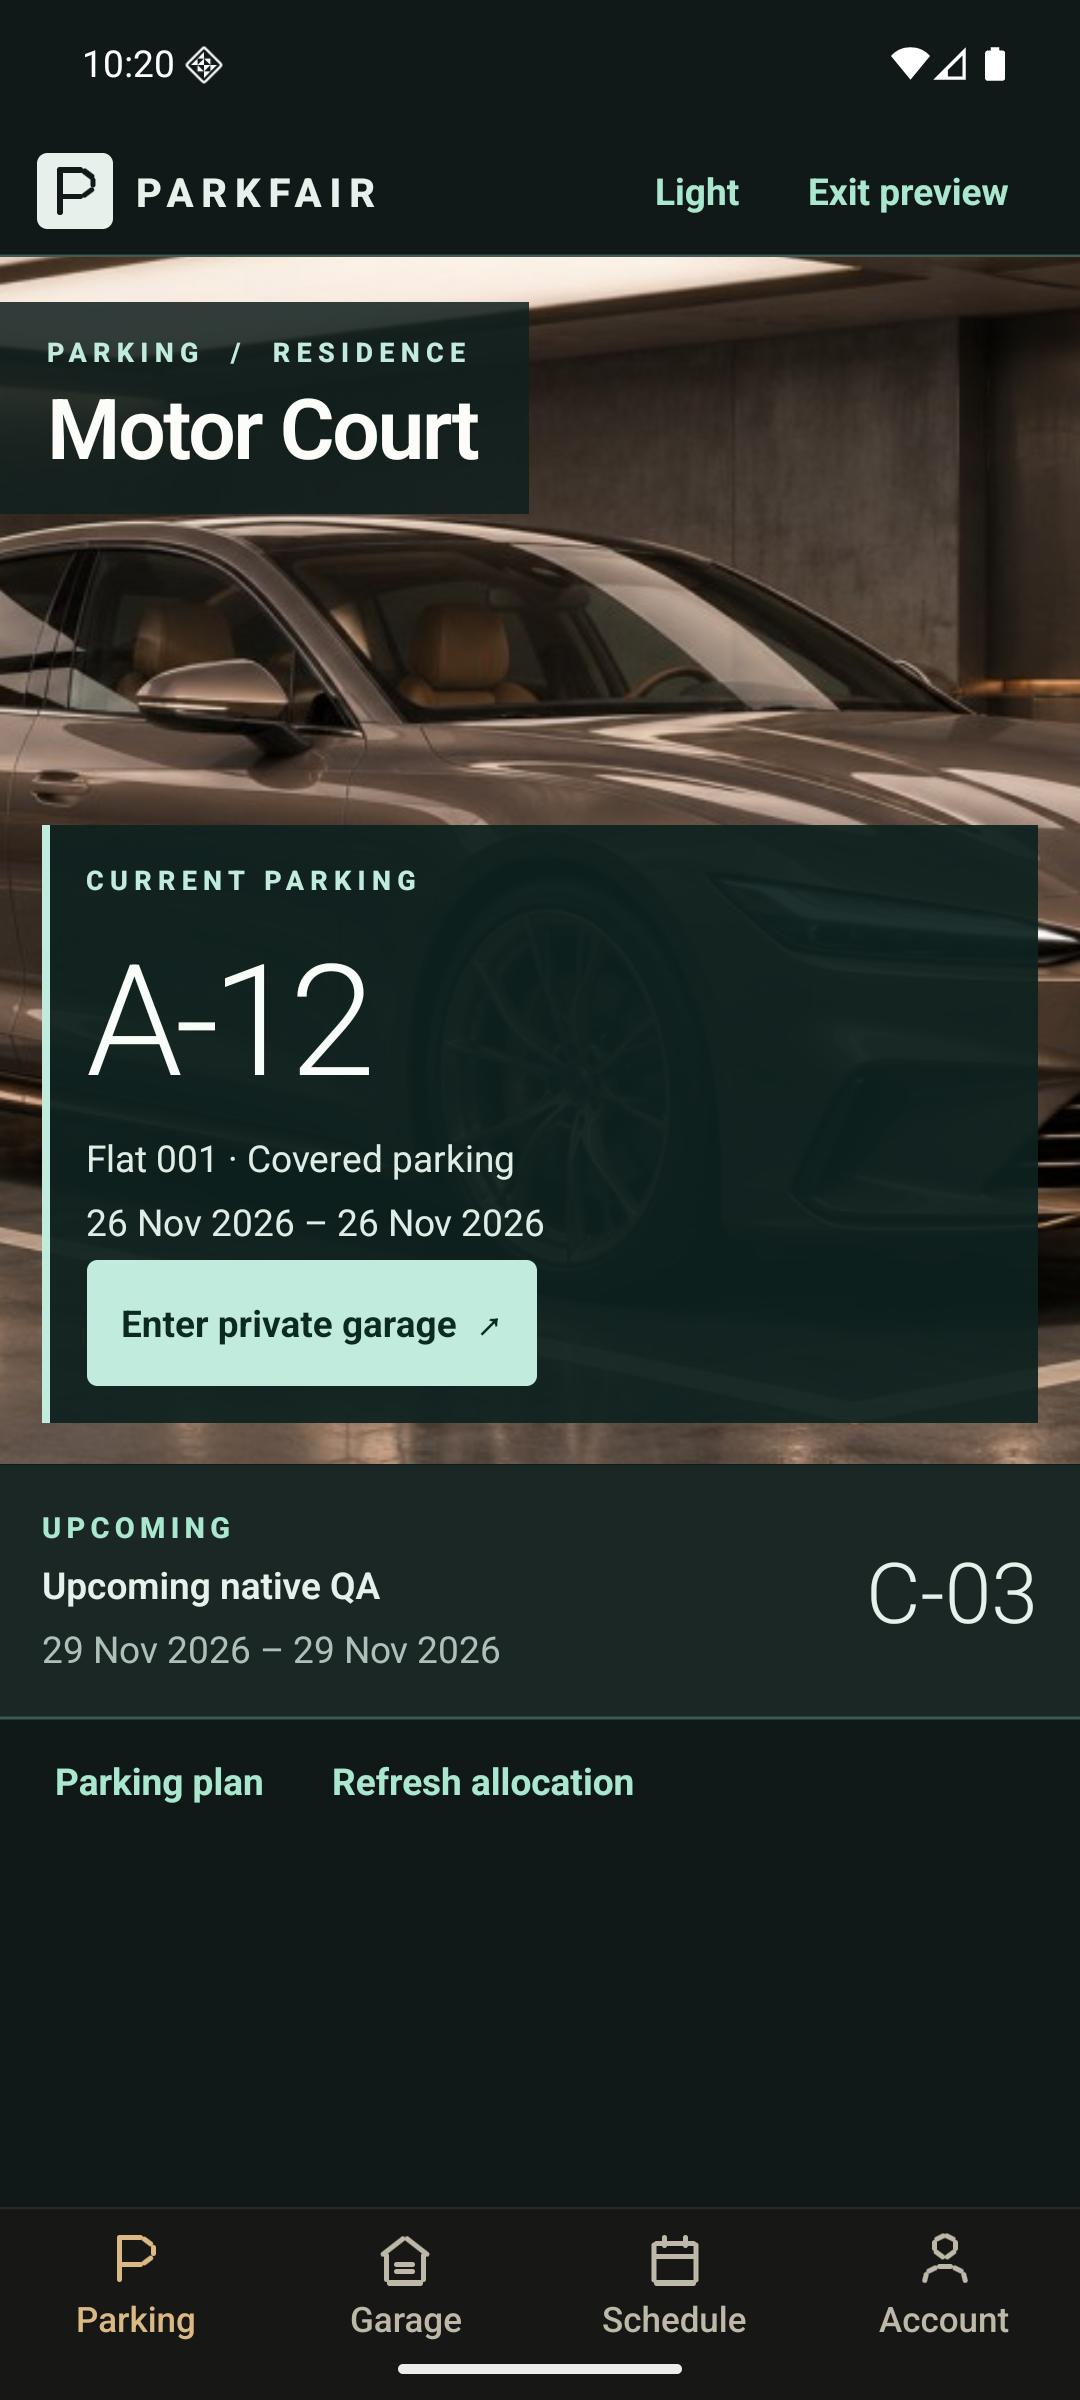 10:20
PARKFAIR
Light
Exit preview
PARKING / RESIDENCE
Motor Court
CURRENT PARKING
A-12
Flat 001 · Covered parking
26 Nov 2026 – 26 Nov 2026
Enter private garage ↗
UPCOMING
Upcoming native QA
29 Nov 2026 – 29 Nov 2026
C-03
Parking plan
Refresh allocation
Parking
Garage
Schedule
Account